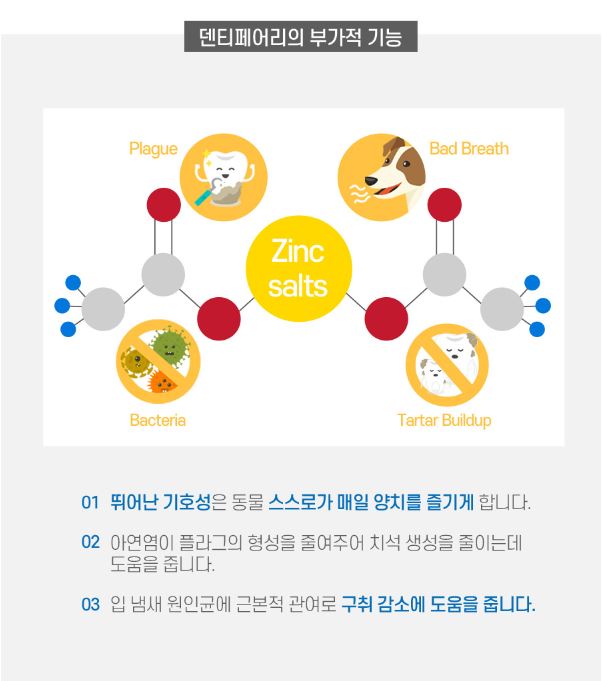 덴티페어리의 부가적 기능
Plague
Bad Breath
Zinc
salts
Bacteria
Tartar Buildup
01 뛰어난 기호성은 동물 스스로가 매일 양치를 즐기게 합니다.
02 아연염이 플라그의 형성을 줄여주어 치석 생성을 줄이는데
도움을 줍니다.
03 입 냄새 원인균에 근본적 관여로 구취 감소에 도움을 줍니다.